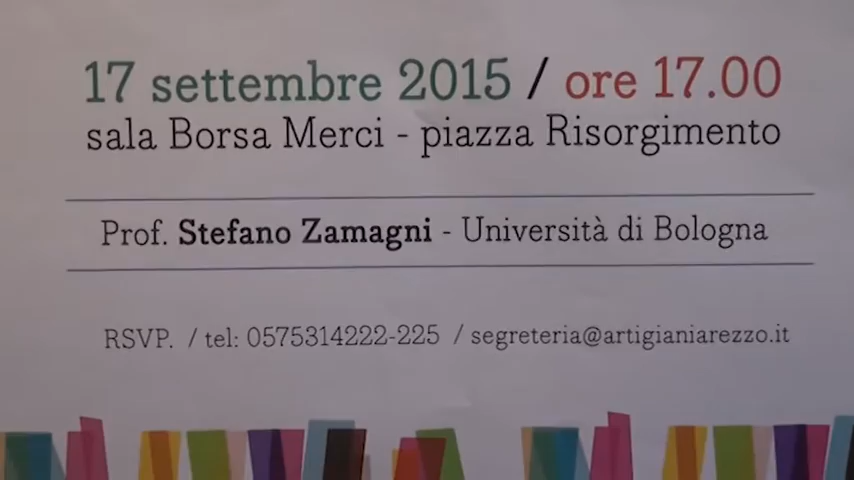 17 settembre 2015 / ore 17.00
sala Borsa Merci - piazza Risorgimento
Prof. Stefano Zamagni - Università di Bologna
RSVP. / tel: 0575314222-225 / segreteria@artigianiarezzo.it